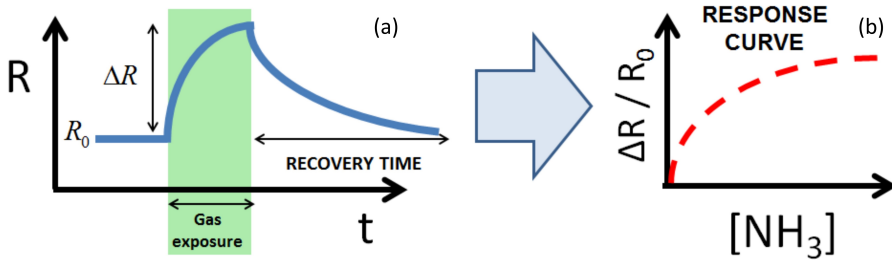 (a)
R
ΔR
R0
RECOVERY TIME
t
Gas
exposure
RESPONSE
CURVE
(b)
ΔR / R0
[NH3]